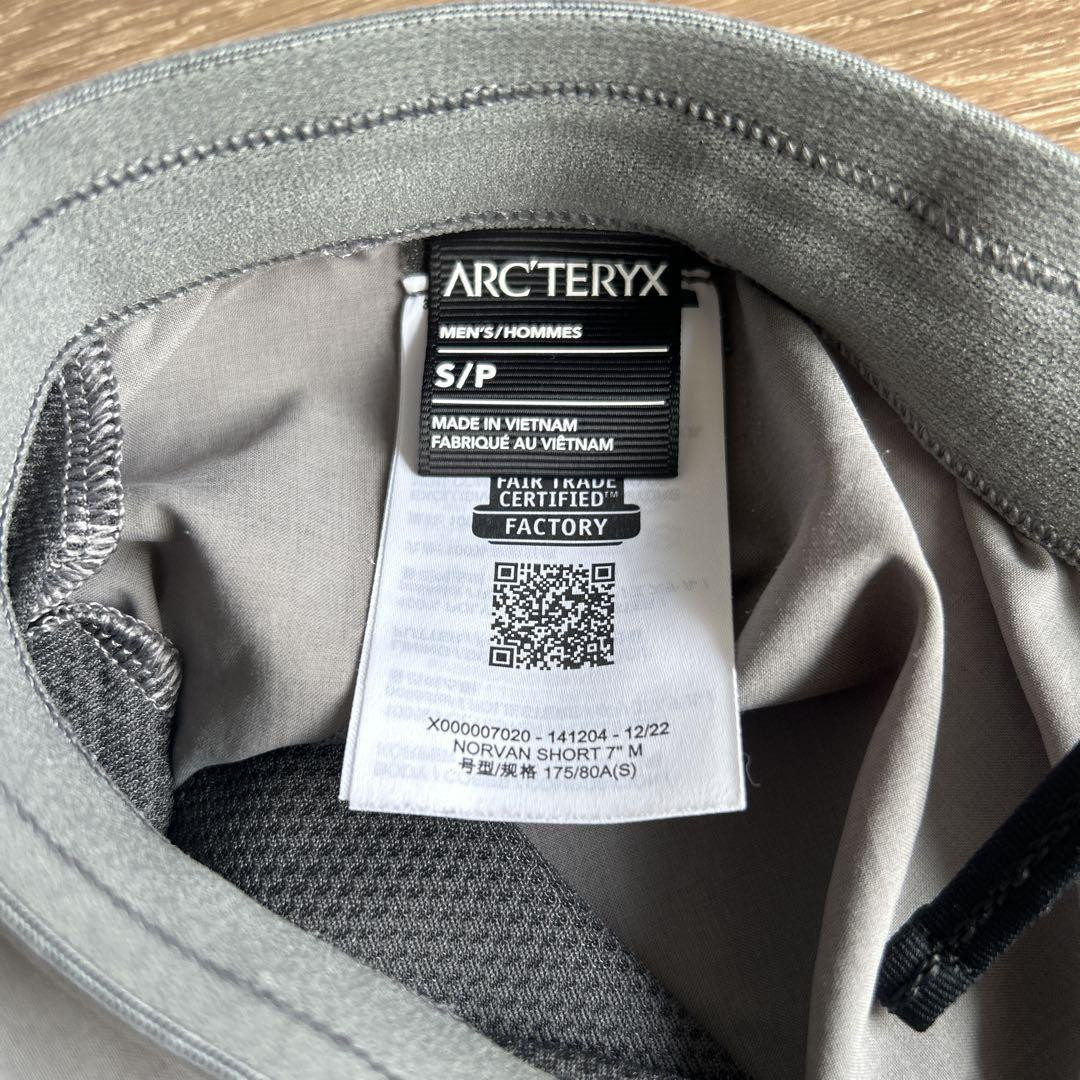 ARC'TERYX
MEN'S/HOMMES
S/P
MADE IN VIETNAM
FABRIQUÉ AU VIÊTNAM
FAIR TRADE
CERTIFIED™
FACTORY
X000007020 - 141204 - 12/22
NORVAN SHORT 7" M
号型/规格 175/80A(S)